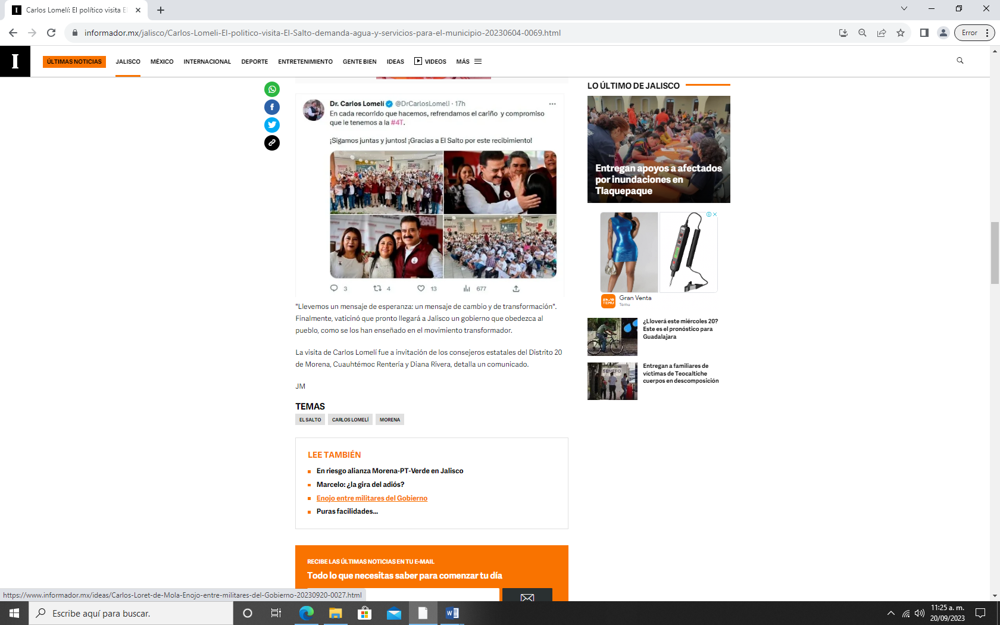 Carlos Lomelí: El político visita El
informador.mx/jalisco/Carlos-Lomeli-El-politico-visita-El-Salto-demanda-agua-y-servicios-para-el-municipio-20230604-0069.html
Error
I
ÚLTIMAS NOTICIAS
JALISCO
MÉXICO
INTERNACIONAL
DEPORTE
ENTRETENIMIENTO
GENTE BIEN
IDEAS
VIDEOS
MÁS
Dr. Carlos Lomelí @DrCarlosLomeli · 17h
En cada recorrido que hacemos, refrendamos el cariño y compromiso
que le tenemos a la #4T.
¡Sigamos juntas y juntos! ¡Gracias a El Salto por este recibimiento!
3
4
13
677
"Llevemos un mensaje de esperanza: un mensaje de cambio y de transformación".
Finalmente, vaticinó que pronto llegará a Jalisco un gobierno que obedezca al
pueblo, como se los han enseñado en el movimiento transformador.
La visita de Carlos Lomelí fue a invitación de los consejeros estatales del Distrito 20
de Morena, Cuauhtémoc Rentería y Diana Rivera, detalla un comunicado.
JM
TEMAS
EL SALTO
CARLOS LOMELÍ
MORENA
LEE TAMBIÉN
En riesgo alianza Morena-PT-Verde en Jalisco
Marcelo: ¿la gira del adiós?
Enojo entre militares del Gobierno
Puras facilidades...
RECIBE LAS ÚLTIMAS NOTICIAS EN TU E-MAIL
Todo lo que necesitas saber para comenzar tu día
LO ÚLTIMO DE JALISCO
Entregan apoyos a afectados
por inundaciones en
Tlaquepaque
TEMU
Gran Venta
Temu
¿Lloverá este miércoles 20?
Este es el pronóstico para
Guadalajara
SEMEFO
Entregan a familiares de
víctimas de Teocaltiche
cuerpos en descomposición
https://www.informador.mx/ideas/Carlos-Loret-de-Mola-Enojo-entre-militares-del-Gobierno-20230920-0027.html
Escribe aquí para buscar.
11:25 a. m.
20/09/2023